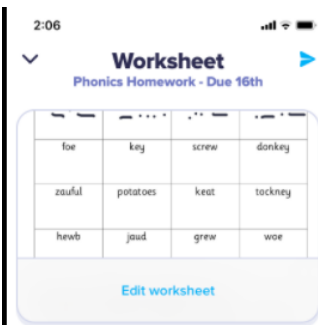 2:06
Worksheet
Phonics Homework - Due 16th
foe key screw donkey
zauful potatoes keat tockney
hewb jaud grew woe
Edit worksheet